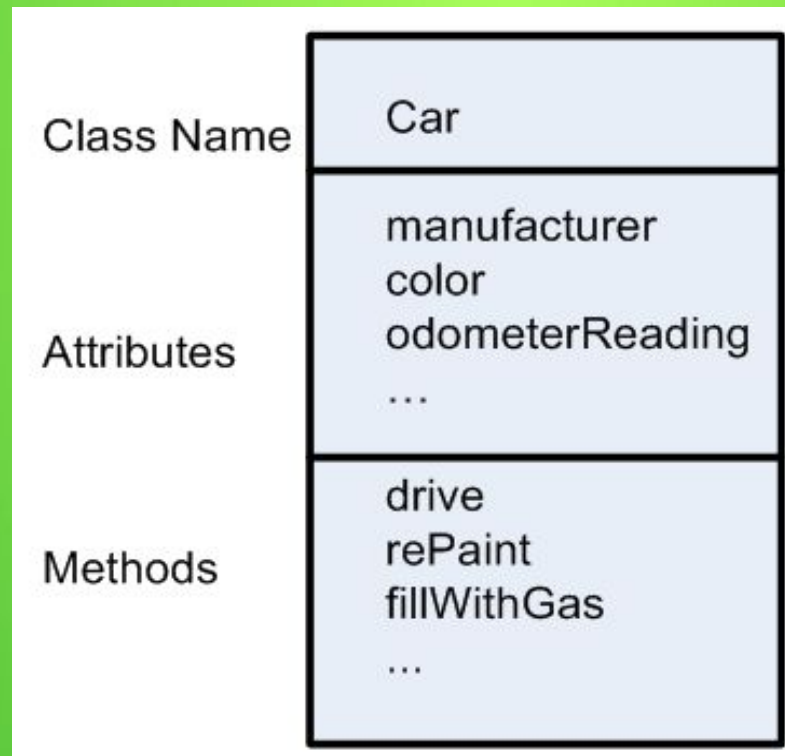 Class Name
Car
Attributes
manufacturer
color
odometerReading
…
Methods
drive
rePaint
fillWithGas
...